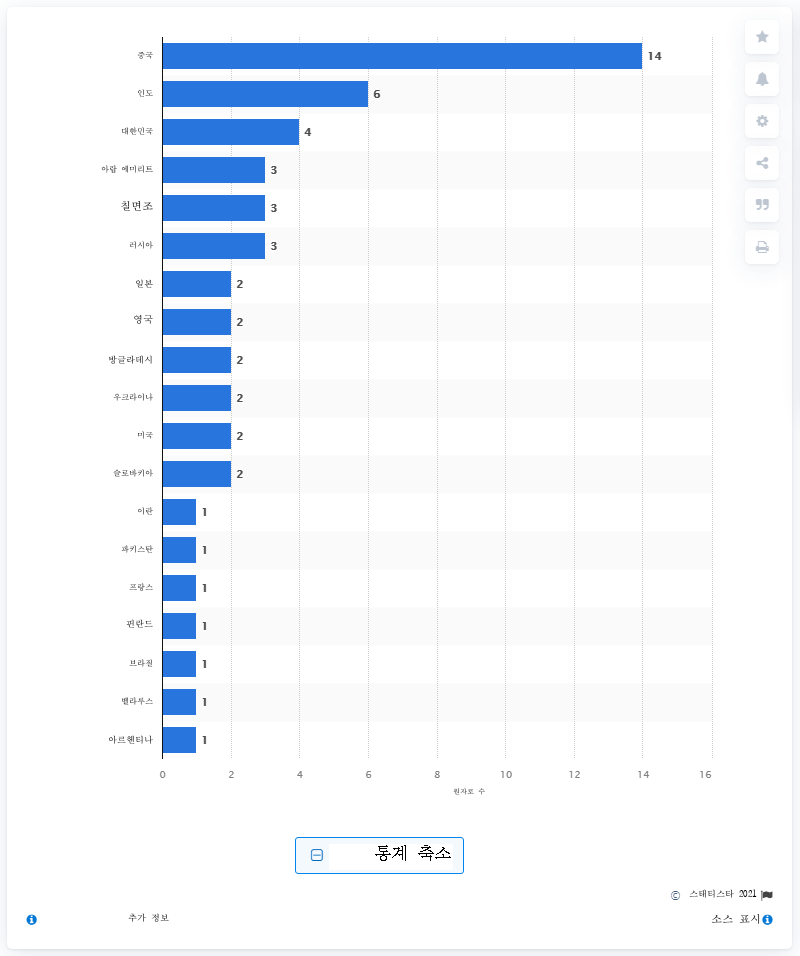 중국 14
인도 6
대한민국 4
아랍 에미리트 3
칠면조 3
러시아 3
일본 2
영국 2
방글라데시 2
우크라이나 2
미국 2
슬로바키아 2
이란 1
파키스탄 1
프랑스 1
핀란드 1
브라질 1
벨라루스 1
아르헨티나 1
0 2 4 6 8 10 12 14 16
원자로 수
통계 축소
© 스태티스타 2021
추가 정보
소스 표시